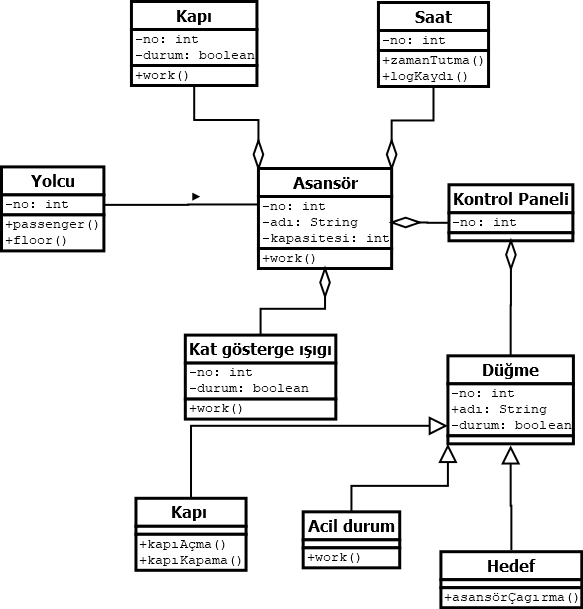 Kapı
-no: int
-durum: boolean
+work()
Saat
-no: int
+zamanTutma()
+logKaydı()
Yolcu
-no: int
+passenger()
+floor()
Asansör
-no: int
-adı: String
-kapasitesi: int
+work()
Kontrol Paneli
-no: int
Kat gösterge ışıgı
-no: int
-durum: boolean
+work()
Düğme
-no: int
+adı: String
-durum: boolean
Kapı
+kapıAçma()
+kapıKapama()
Acil durum
+work()
Hedef
+asansörÇagırma()